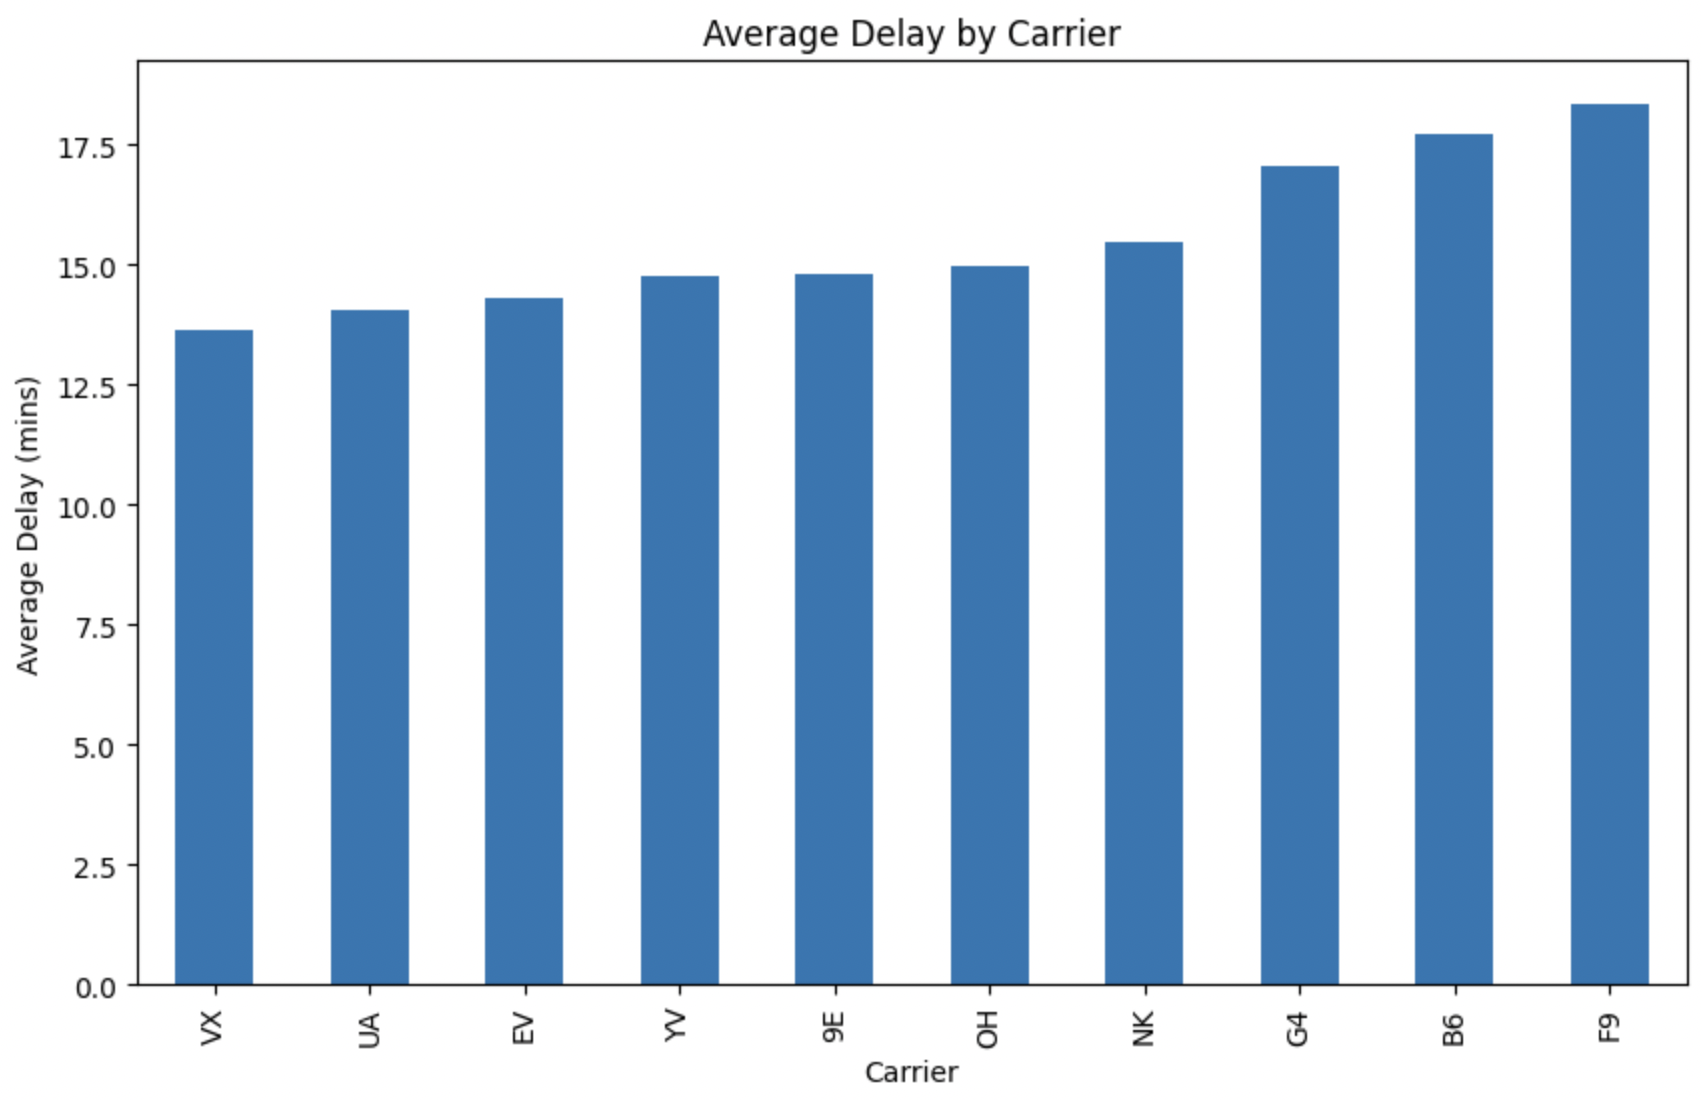 Average Delay by Carrier
Average Delay (mins)
17.5
15.0
12.5
10.0
7.5
5.0
2.5
0.0
VX UA EV YV 9E OH NK G4 B6 F9
Carrier